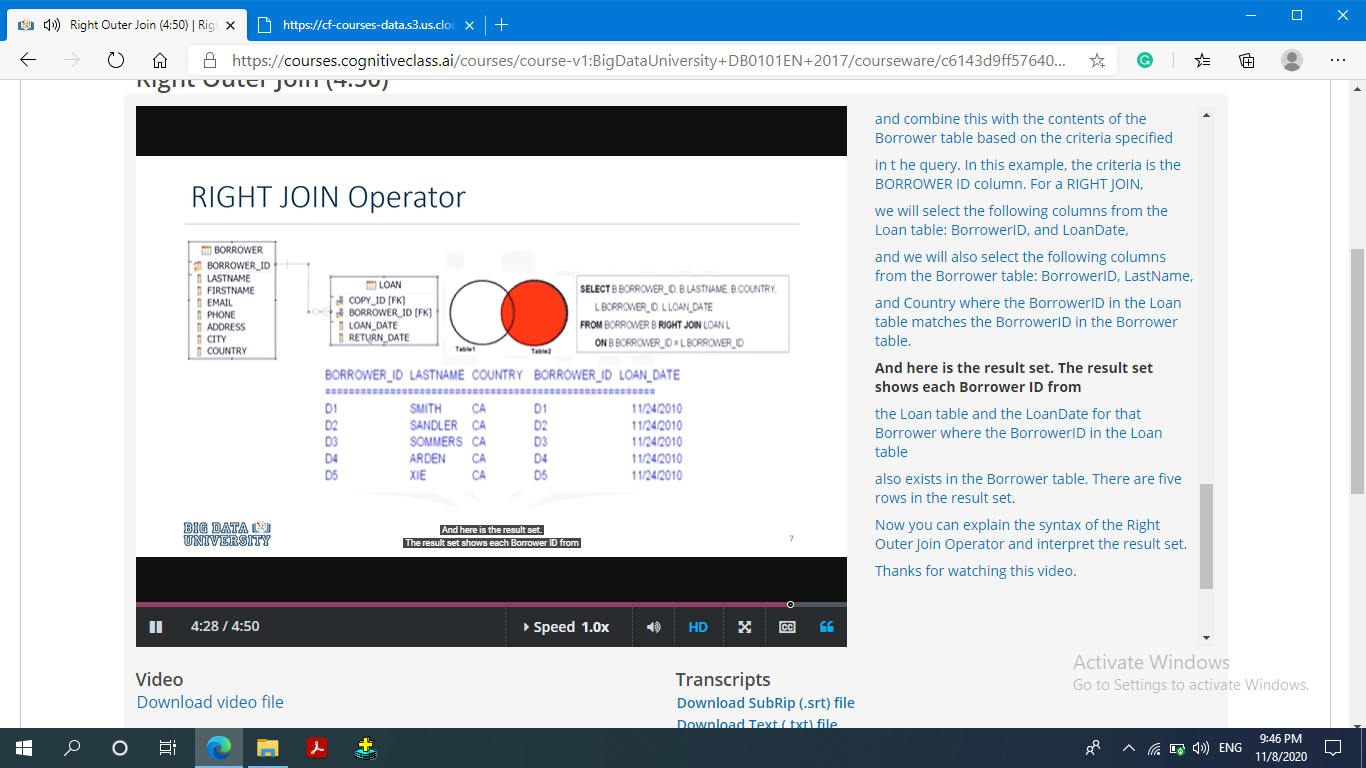 Right Outer Join (4:50) | Rig
https://cf-courses-data.s3.us.clou
https://courses.cognitiveclass.ai/courses/course-v1:BigDataUniversity+DB0101EN+2017/courseware/c6143d9ff57640...
Right Outer Join (4:50)
RIGHT JOIN Operator
BORROWER
BORROWER_ID
LASTNAME
FIRSTNAME
EMAIL
PHONE
ADDRESS
CITY
COUNTRY
LOAN
COPY_ID [FK]
BORROWER_ID [FK]
LOAN_DATE
RETURN_DATE
Table1
Table2
SELECT B.BORROWER_ID, B.LASTNAME, B.COUNTRY,
L.BORROWER_ID, L.LOAN_DATE
FROM BORROWER B RIGHT JOIN LOAN L
ON B.BORROWER_ID = L.BORROWER_ID
BORROWER_ID LASTNAME COUNTRY BORROWER_ID LOAN_DATE
D1 SMITH CA D1 11/24/2010
D2 SANDLER CA D2 11/24/2010
D3 SOMMERS CA D3 11/24/2010
D4 ARDEN CA D4 11/24/2010
D5 XIE CA D5 11/24/2010
BIG DATA
UNIVERSITY
And here is the result set.
The result set shows each Borrower ID from
7
4:28 / 4:50
Speed 1.0x
HD
CC
and combine this with the contents of the
Borrower table based on the criteria specified
in t he query. In this example, the criteria is the
BORROWER ID column. For a RIGHT JOIN,
we will select the following columns from the
Loan table: BorrowerID, and LoanDate,
and we will also select the following columns
from the Borrower table: BorrowerID, LastName,
and Country where the BorrowerID in the Loan
table matches the BorrowerID in the Borrower
table.
And here is the result set. The result set
shows each Borrower ID from
the Loan table and the LoanDate for that
Borrower where the BorrowerID in the Loan
table
also exists in the Borrower table. There are five
rows in the result set.
Now you can explain the syntax of the Right
Outer Join Operator and interpret the result set.
Thanks for watching this video.
Video
Download video file
Transcripts
Download SubRip (.srt) file
Download Text (.txt) file
Activate Windows
Go to Settings to activate Windows.
ENG
9:46 PM
11/8/2020